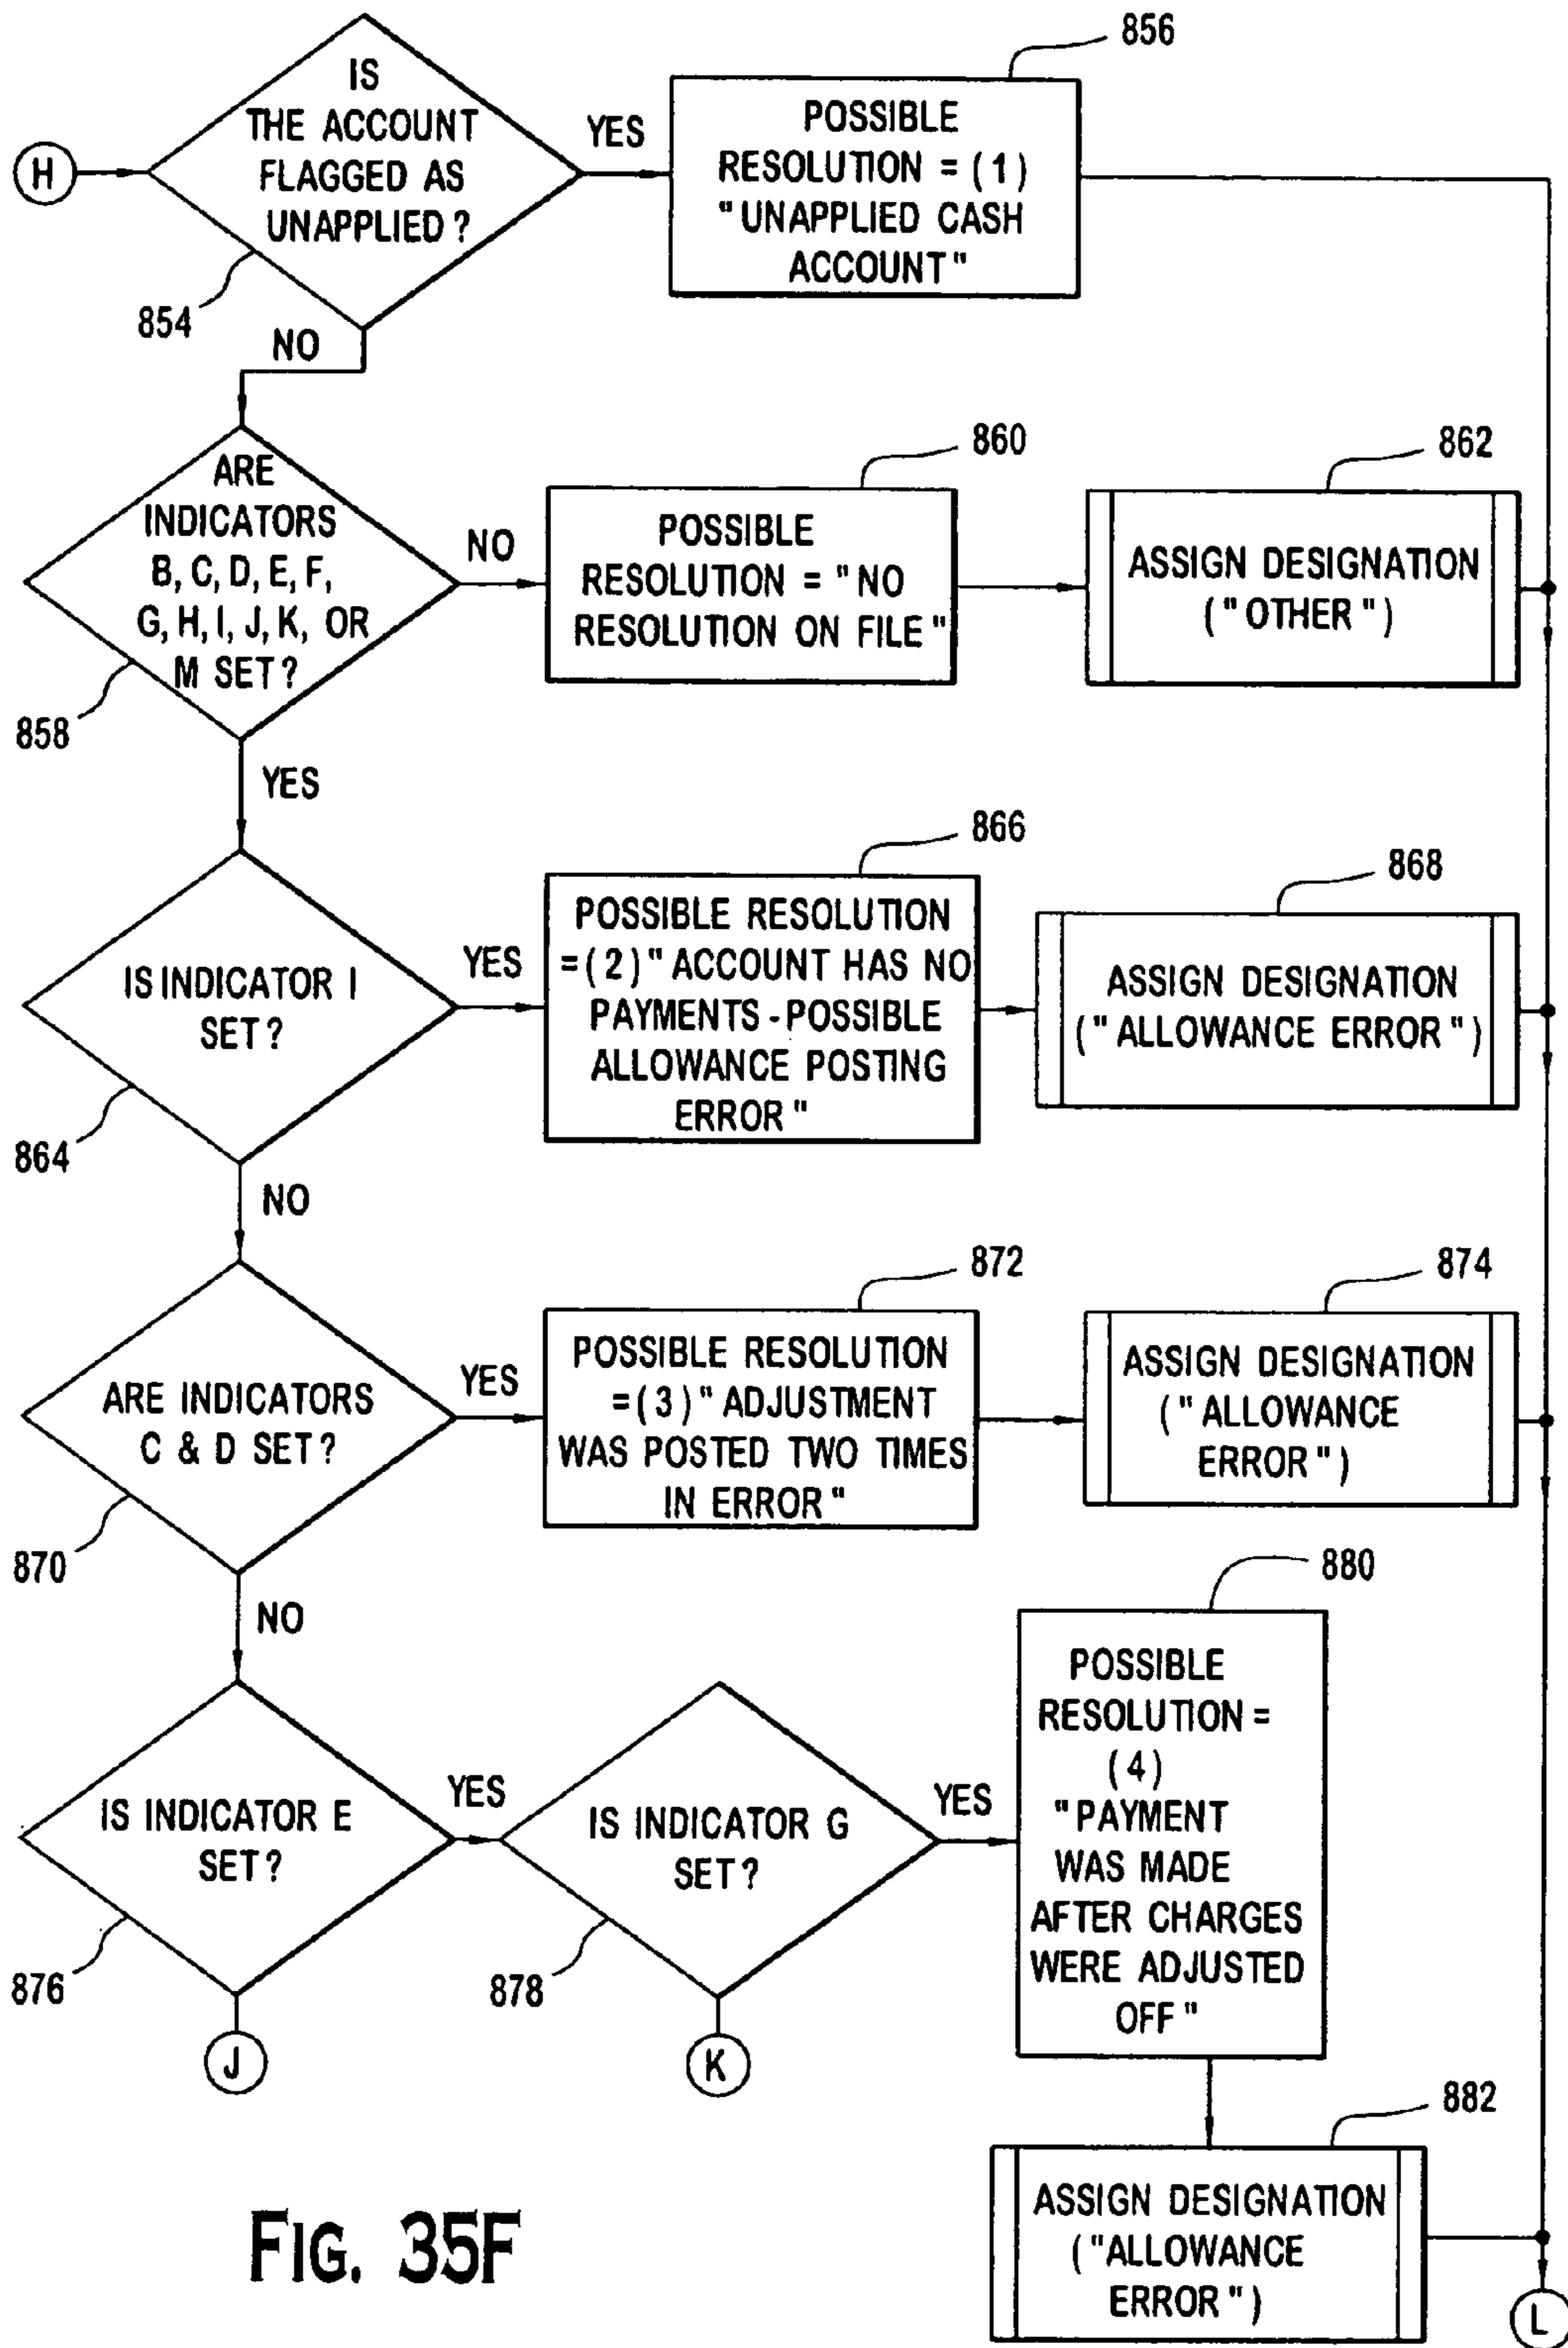 856
IS
THE ACCOUNT
FLAGGED AS
UNAPPLIED?
H
YES
POSSIBLE
RESOLUTION = (1)
"UNAPPLIED CASH
ACCOUNT"
854
NO
860
862
ARE
INDICATORS
B, C, D, E, F,
G, H, I, J, K, OR
M SET?
NO
POSSIBLE
RESOLUTION = "NO
RESOLUTION ON FILE"
ASSIGN DESIGNATION
("OTHER")
858
YES
866
868
IS INDICATOR I
SET?
YES
POSSIBLE RESOLUTION
=(2)"ACCOUNT HAS NO
PAYMENTS-POSSIBLE
ALLOWANCE POSTING
ERROR"
ASSIGN DESIGNATION
("ALLOWANCE ERROR")
864
NO
872
874
ARE INDICATORS
C & D SET?
YES
POSSIBLE RESOLUTION
=(3)"ADJUSTMENT
WAS POSTED TWO TIMES
IN ERROR"
ASSIGN DESIGNATION
("ALLOWANCE
ERROR")
870
NO
880
IS INDICATOR E
SET?
YES
IS INDICATOR G
SET?
YES
POSSIBLE
RESOLUTION =
(4)
"PAYMENT
WAS MADE
AFTER CHARGES
WERE ADJUSTED
OFF"
876
878
J
K
882
ASSIGN DESIGNATION
("ALLOWANCE
ERROR")
L
FIG. 35F